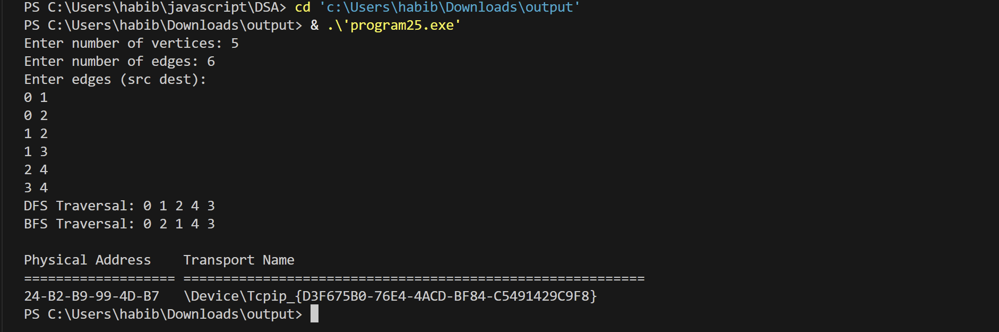 PS C:\Users\habib\javascript\DSA> cd 'c:\Users\habib\Downloads\output'
PS C:\Users\habib\Downloads\output> & .\'program25.exe'
Enter number of vertices: 5
Enter number of edges: 6
Enter edges (src dest):
0 1
0 2
1 2
1 3
2 4
3 4
DFS Traversal: 0 1 2 4 3
BFS Traversal: 0 2 1 4 3

Physical Address    Transport Name
=================== ==========================================================
24-B2-B9-99-4D-B7   \Device\Tcpip_{D3F675B0-76E4-4ACD-BF84-C5491429C9F8}
PS C:\Users\habib\Downloads\output>